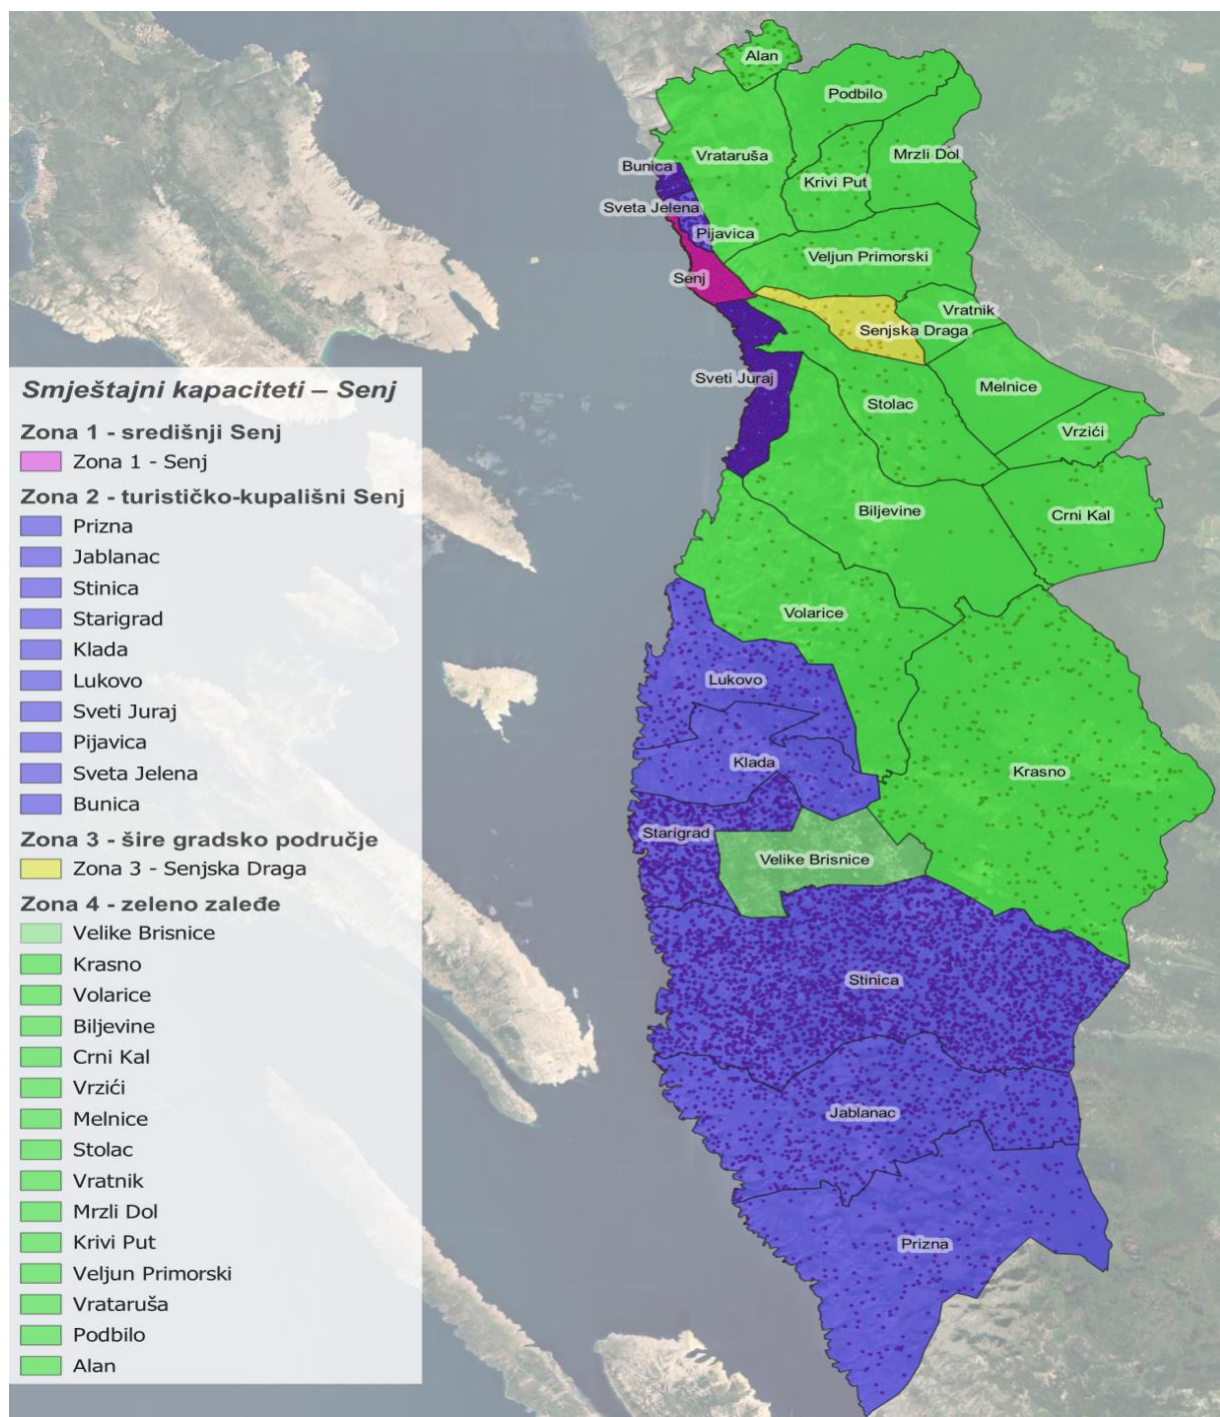 Smještajni kapaciteti – Senj
Zona 1 - središnji Senj
Zona 1 - Senj
Zona 2 - turističko-kupališni Senj
Prizna
Jablanac
Stinica
Starigrad
Klada
Lukovo
Sveti Juraj
Pijavica
Sveta Jelena
Bunica
Zona 3 - šire gradsko područje
Zona 3 - Senjska Draga
Zona 4 - zeleno zaleđe
Velike Brisnice
Krasno
Volarice
Biljevine
Crni Kal
Vrzići
Melnice
Stolac
Vratnik
Mrzli Dol
Krivi Put
Veljun Primorski
Vrataruša
Podbilo
Alan
Alan
Podbilo
Vrataruša
Mrzli Dol
Bunica
Krivi Put
Sveta Jelena
Pijavica
Veljun Primorski
Senj
Vratnik
Senjska Draga
Sveti Juraj
Melnice
Stolac
Vrzići
Biljevine
Crni Kal
Volarice
Lukovo
Klada
Krasno
Starigrad
Velike Brisnice
Stinica
Jablanac
Prizna